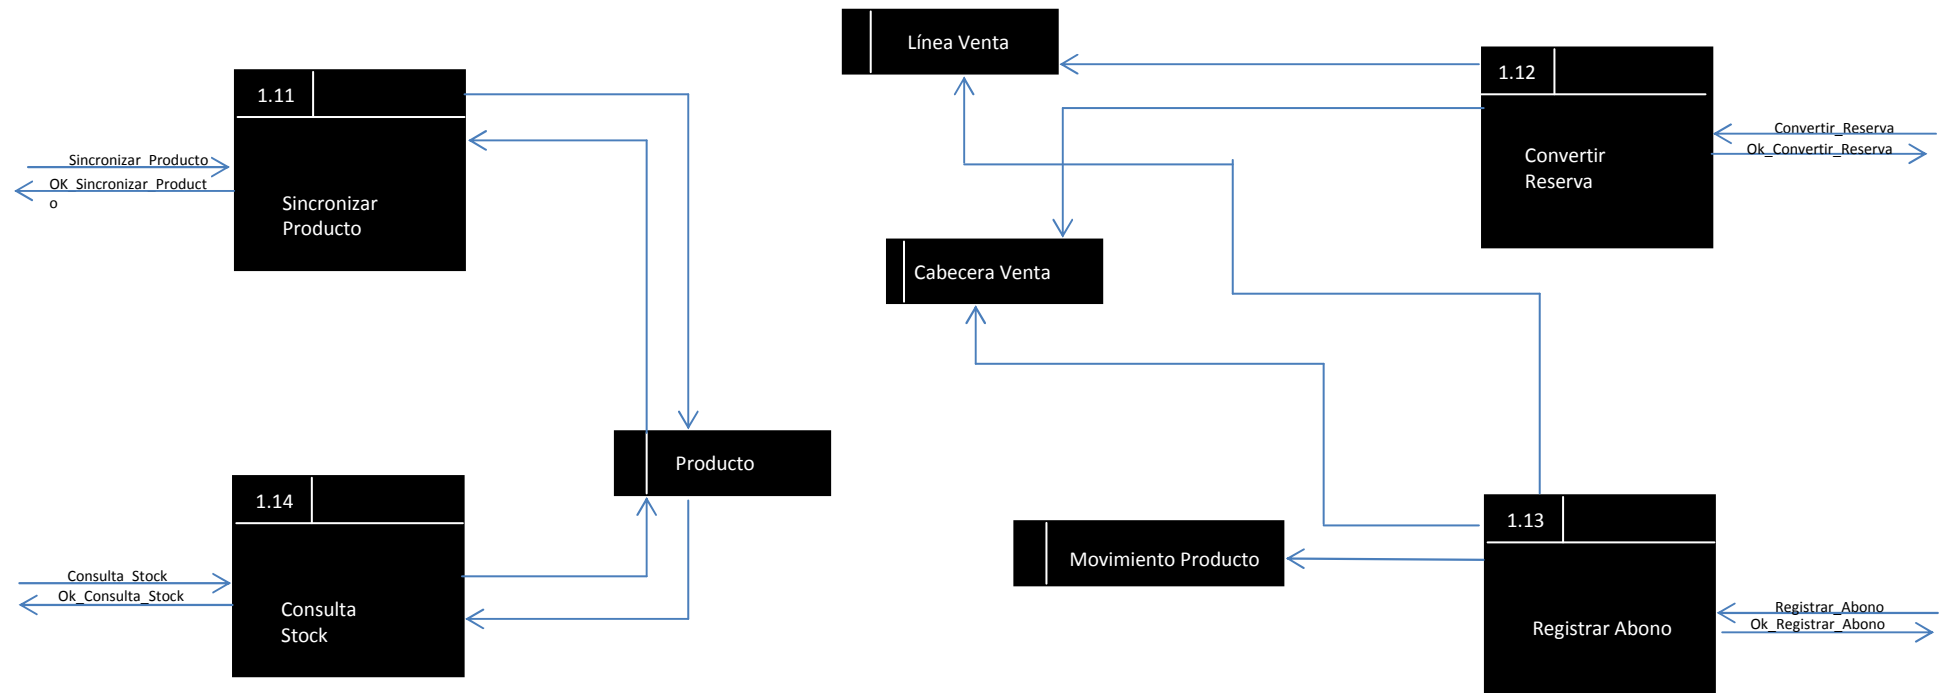 1.11
Sincronizar
Producto
Sincronizar_Producto
OK_Sincronizar_Product
o
1.14
Consulta
Stock
Consulta_Stock
Ok_Consulta_Stock
Producto
Línea Venta
Cabecera Venta
Movimiento Producto
1.12
Convertir
Reserva
Convertir_Reserva
Ok_Convertir_Reserva
1.13
Registrar Abono
Registrar_Abono
Ok_Registrar_Abono